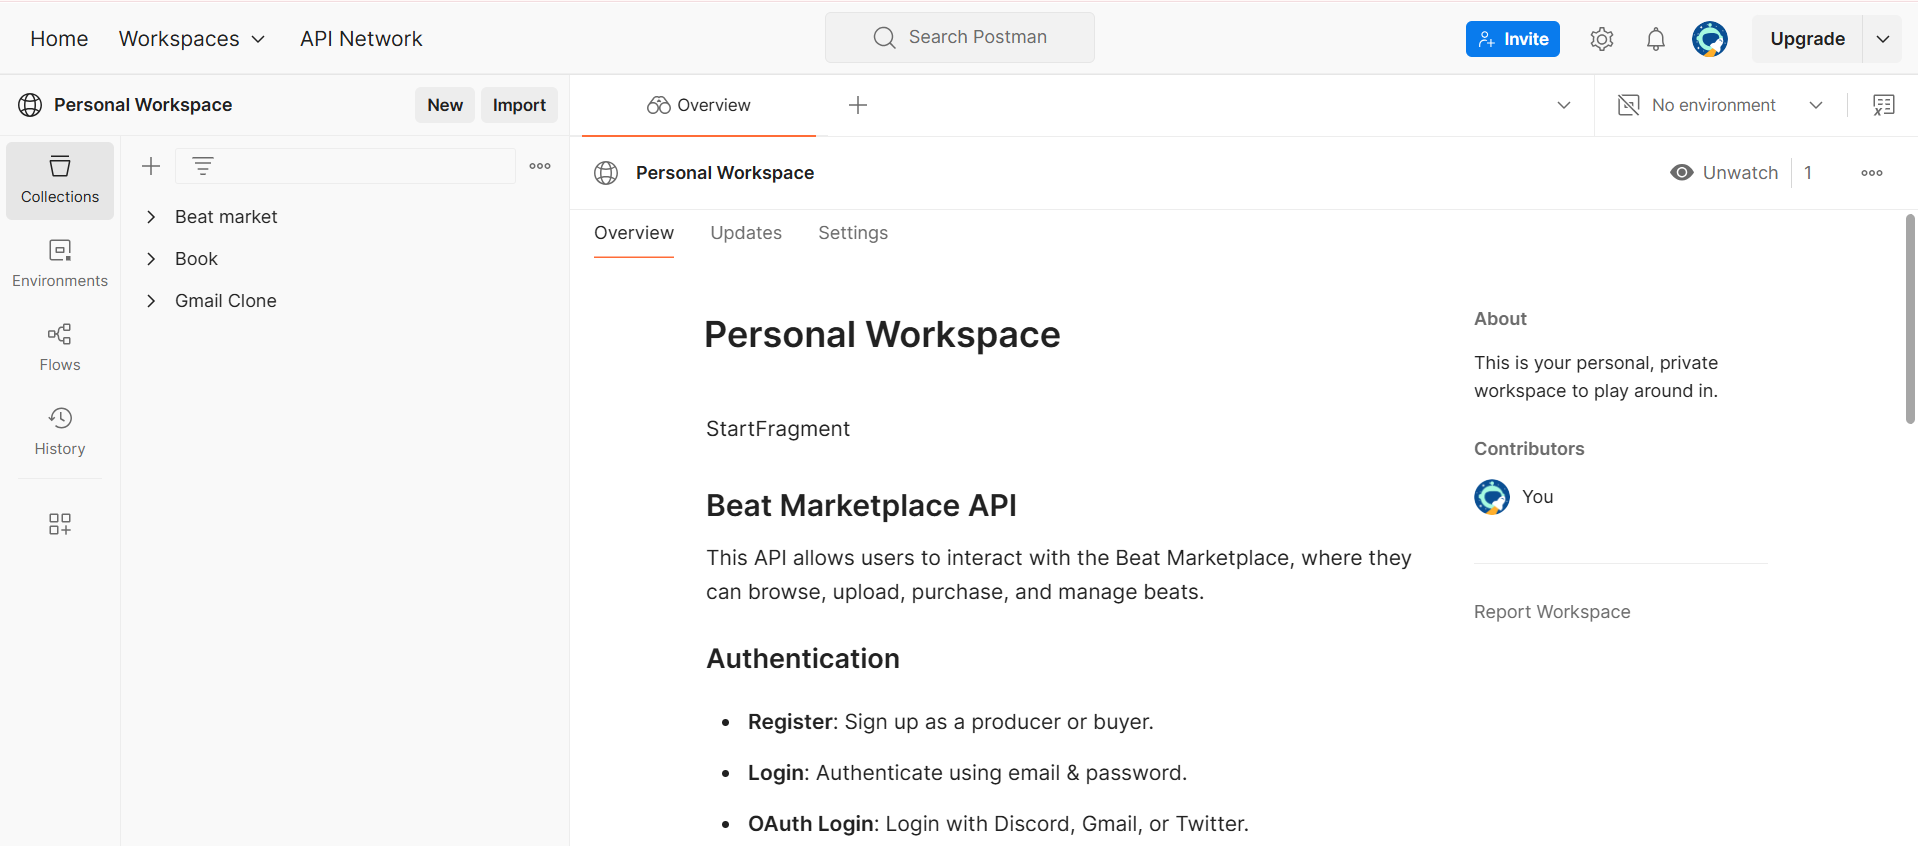 Home Workspaces API Network Search Postman Invite Upgrade
Personal Workspace New Import Overview No environment
Collections
Environments
Flows
History
Beat market
Book
Gmail Clone
Personal Workspace Unwatch 1
Overview Updates Settings
Personal Workspace
StartFragment
Beat Marketplace API
This API allows users to interact with the Beat Marketplace, where they
can browse, upload, purchase, and manage beats.
Authentication
• Register: Sign up as a producer or buyer.
• Login: Authenticate using email & password.
• OAuth Login: Login with Discord, Gmail, or Twitter.
About
This is your personal, private
workspace to play around in.
Contributors
You
Report Workspace